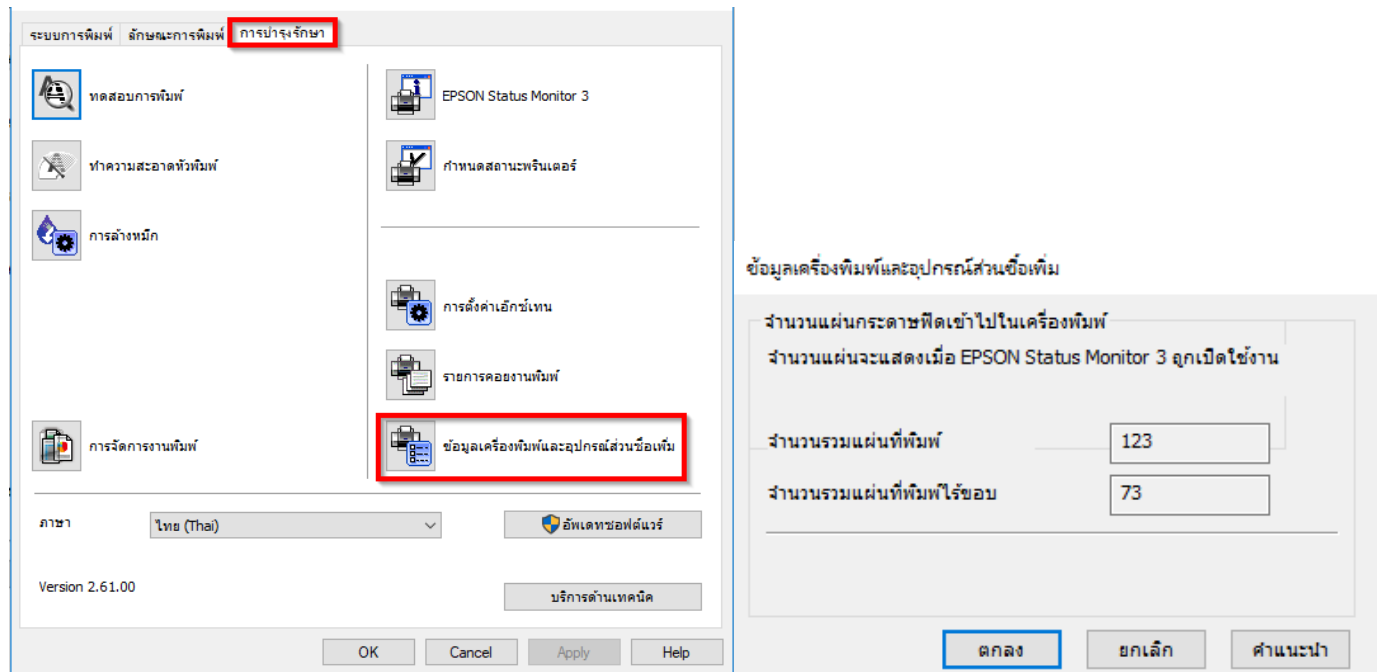 ระบบการพิมพ์ ลักษณะการพิมพ์ การบำรุงรักษา
ทดสอบการพิมพ์
EPSON Status Monitor 3
ทำความสะอาดหัวพิมพ์
กำหนดสถานะพรินเตอร์
การล้างหมึก
การตั้งค่าเอ๊กซ์เทน
รายการคอยงานพิมพ์
การจัดการงานพิมพ์
ข้อมูลเครื่องพิมพ์และอุปกรณ์ส่วนซื้อเพิ่ม
ภาษา
ไทย (Thai)
อัพเดทซอฟต์แวร์
Version 2.61.00
บริการด้านเทคนิค
OK Cancel Apply Help
ข้อมูลเครื่องพิมพ์และอุปกรณ์ส่วนซื้อเพิ่ม
จำนวนแผ่นกระดาษฟีดเข้าไปในเครื่องพิมพ์
จำนวนแผ่นจะแสดงเมื่อ EPSON Status Monitor 3 ถูกเปิดใช้งาน
จำนวนรวมแผ่นที่พิมพ์ 123
จำนวนรวมแผ่นที่พิมพ์ไร้ขอบ 73
ตกลง ยกเลิก คำแนะนำ